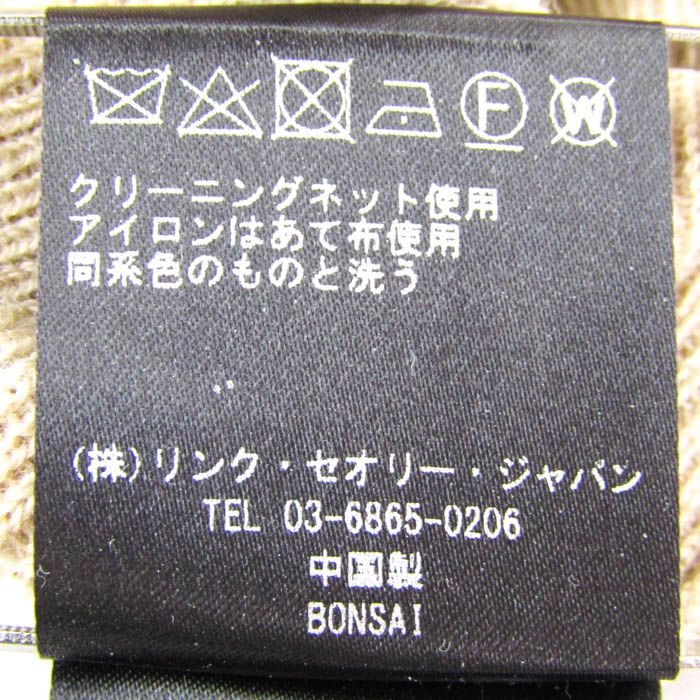 F W
クリーニングネット使用
アイロンはあて布使用
同系色のものと洗う
(株)リンク・セオリー・ジャパン
TEL 03-6865-0206
中国製
BONSAI